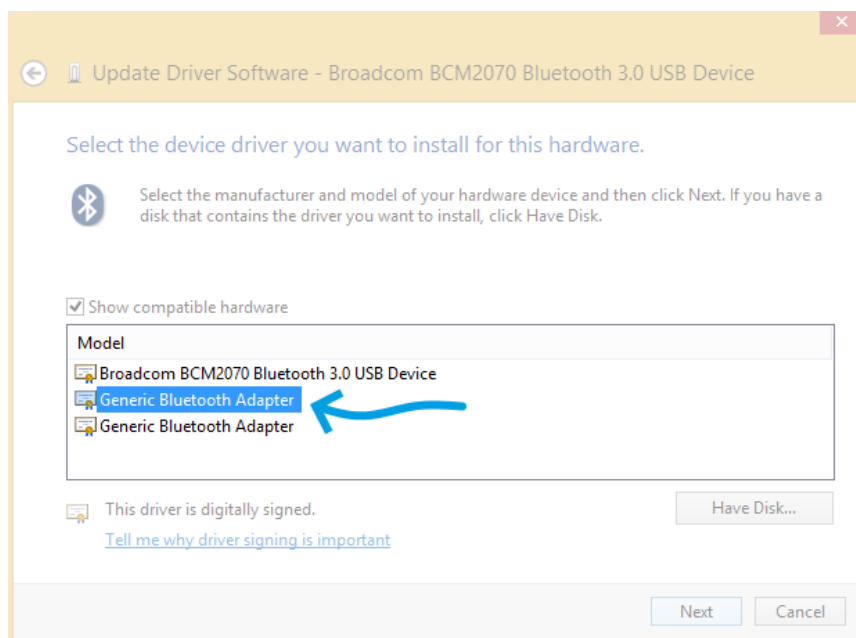 Update Driver Software - Broadcom BCM2070 Bluetooth 3.0 USB Device
Select the device driver you want to install for this hardware.
Select the manufacturer and model of your hardware device and then click Next. If you have a
disk that contains the driver you want to install, click Have Disk.
Show compatible hardware
Model
Broadcom BCM2070 Bluetooth 3.0 USB Device
Generic Bluetooth Adapter
Generic Bluetooth Adapter
This driver is digitally signed.
Have Disk...
Tell me why driver signing is important
Next
Cancel